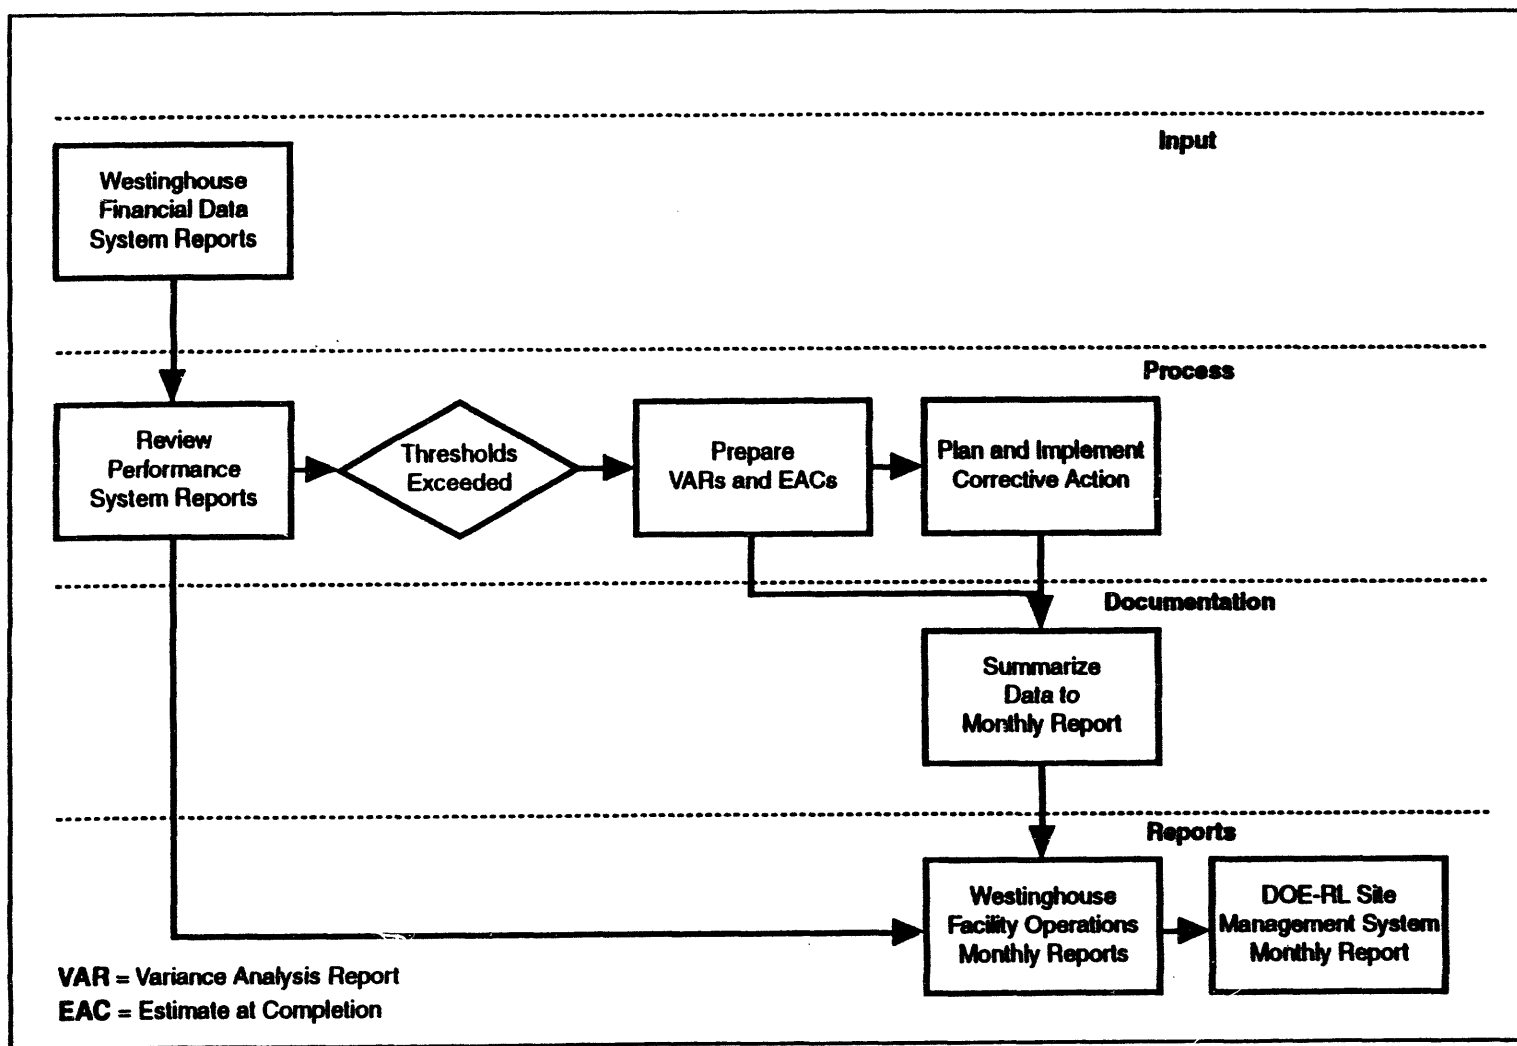 Input
Westinghouse
Financial Data
System Reports
Process
Review
Performance
System Reports
Thresholds
Exceeded
Prepare
VARs and EACs
Plan and Implement
Corrective Action
Documentation
Summarize
Data to
Monthly Report
Reports
Westinghouse
Facility Operations
Monthly Reports
DOE-RL Site
Management System
Monthly Report
VAR = Variance Analysis Report
EAC = Estimate at Completion